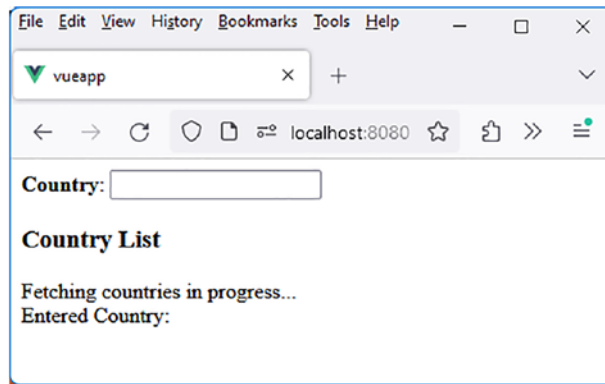 File Edit View History Bookmarks Tools Help
vueapp
localhost:8080
Country:
Country List
Fetching countries in progress...
Entered Country: